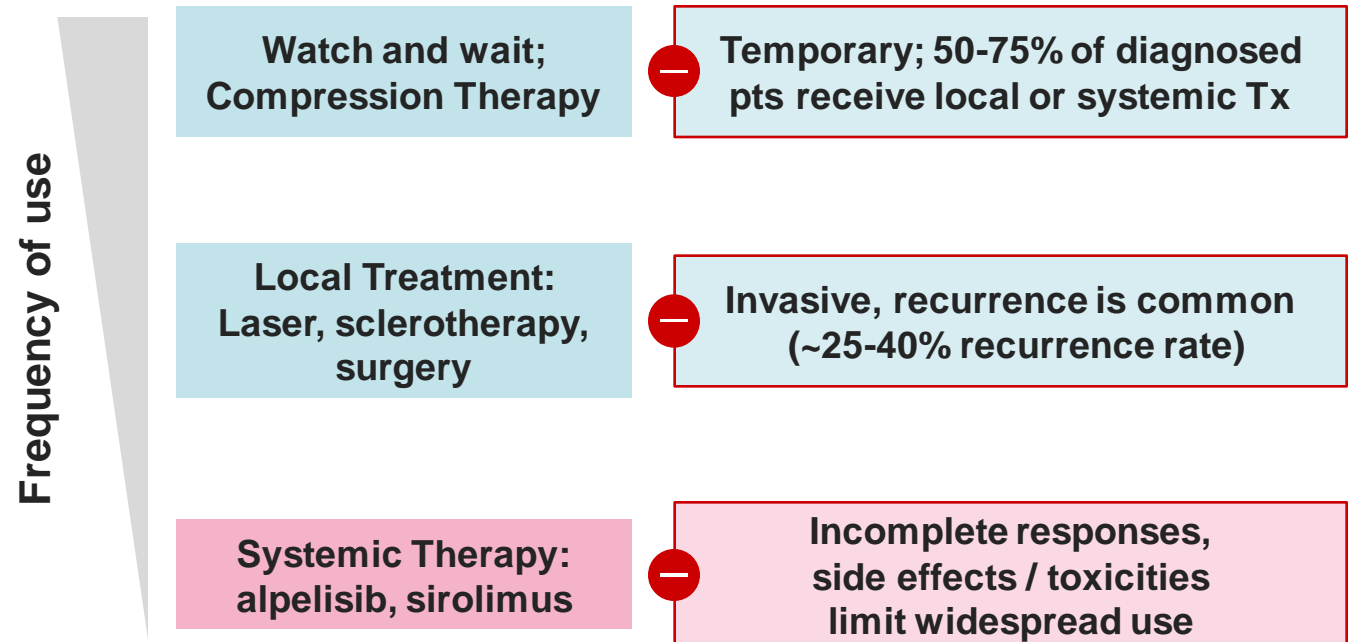 Frequency of use
Watch and wait;
Compression Therapy
Temporary; 50-75% of diagnosed
pts receive local or systemic Tx
Local Treatment:
Laser, sclerotherapy,
surgery
Invasive, recurrence is common
(~25-40% recurrence rate)
Systemic Therapy:
alpelisib, sirolimus
Incomplete responses,
side effects / toxicities
limit widespread use